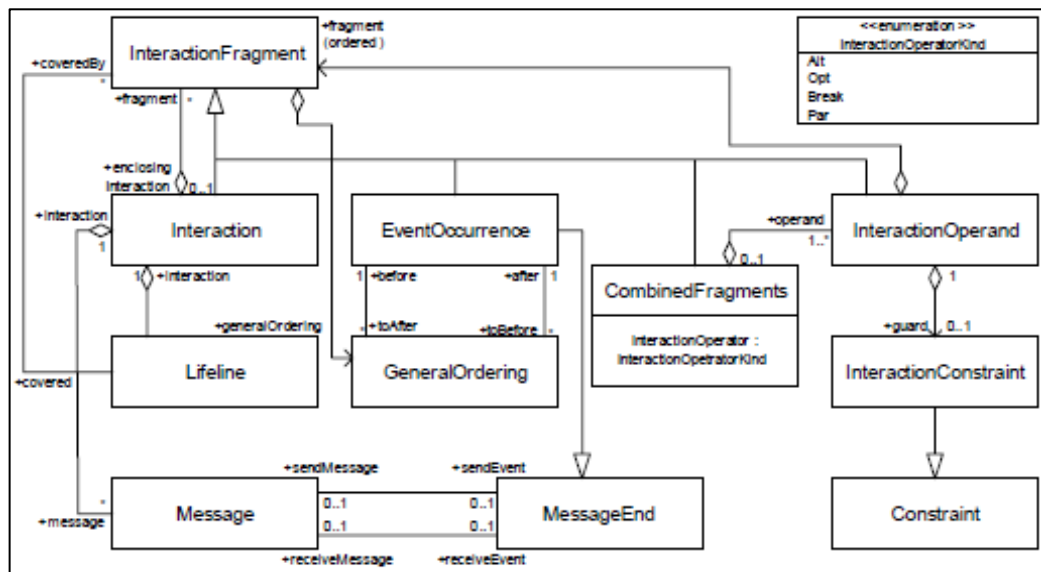 +fragment
(ordered )
<<enumeration >>
InteractionOperatorKind
InteractionFragment
Alt
Opt
Break
Par
+coveredBy
*
+fragment *
+enclosing
Interaction 0..1
+Interaction
1
Interaction
EventOccurrence
+operand
1..*
InteractionOperand
0..1
1 +Interaction
1 +before
+after 1
1
CombinedFragments
+generalOrdering
* +toAfter
+toBefore *
InteractionOperator :
InteractionOpetratorKind
+guard 0..1
+covered
Lifeline
GeneralOrdering
InteractionConstraint
+sendMessage
+sendEvent
*
+message
Message
0..1
0..1
0..1
0..1
MessageEnd
Constraint
+receiveMessage
+receiveEvent